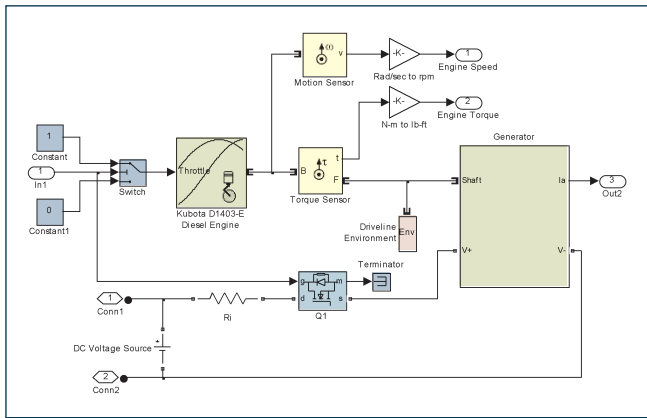 ω
v
Motion Sensor
-K-
Rad/sec to rpm
1
Engine Speed
-K-
N-m to lb-ft
2
Engine Torque
1
Constant
1
In1
0
Constant1
Switch
Throttle
Kubota D1403-E
Diesel Engine
B
τ
t
F
Torque Sensor
Driveline
Environment
Env
Generator
Shaft
Ia
V+
V-
3
Out2
Terminator
g
m
d
s
Q1
1
Conn1
Ri
DC Voltage Source
+
2
Conn2